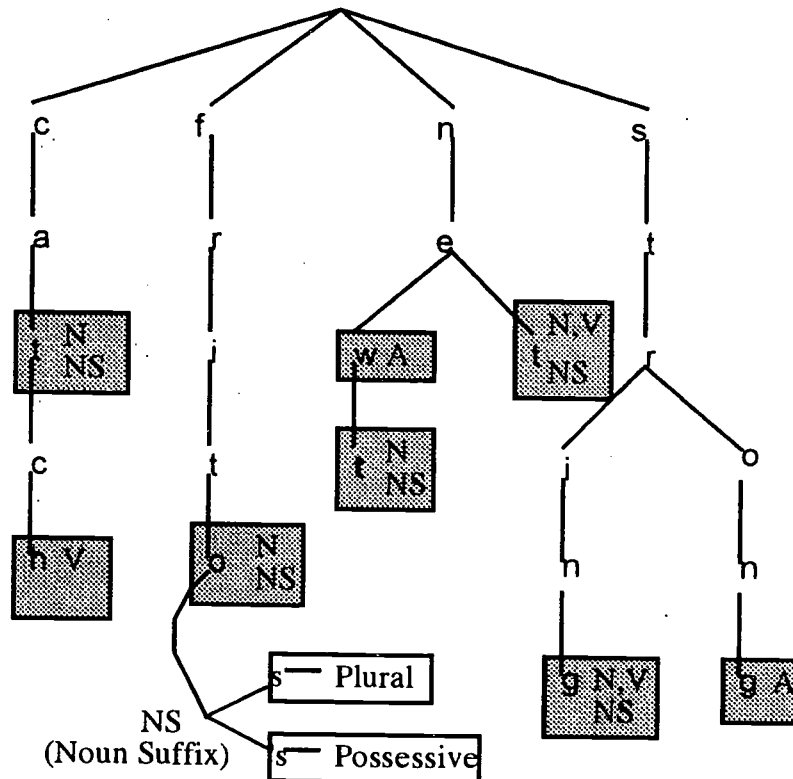 c f n s
a r e t
t N NS
i
w A
t N,V NS
r
c
t
t N NS
i
o
h V
o N NS
n
n
s — Plural
NS
(Noun Suffix)
s — Possessive
g N,V NS
g A